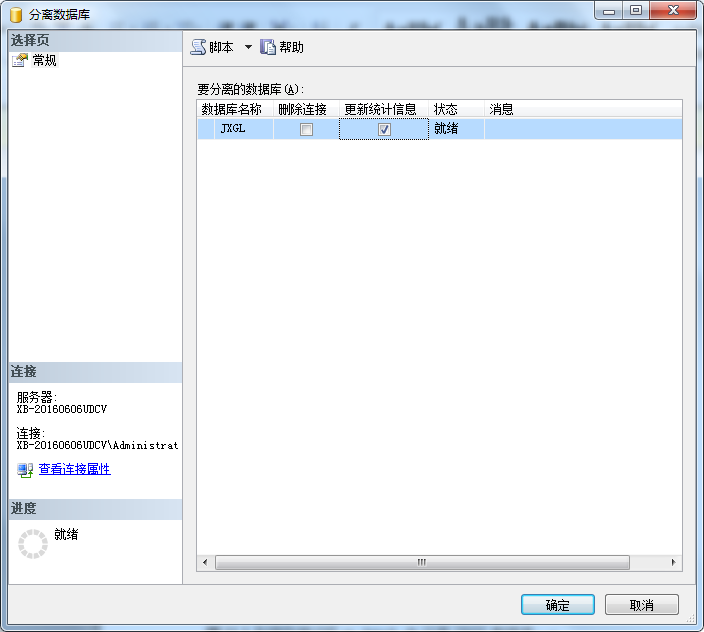 分离数据库
选择页
常规
脚本 帮助
要分离的数据库(A):
数据库名称 删除连接 更新统计信息 状态 消息
JXGL 就绪
连接
服务器:
XB-20160606UDCV
连接:
XB-20160606UDCV\Administrat
查看连接属性
进度
就绪
确定 取消